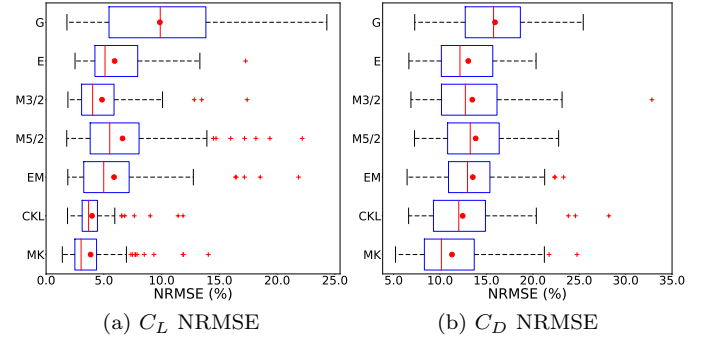 G
E
M3/2
M5/2
EM
CKL
MK
0.0 5.0 10.0 15.0 20.0 25.0
NRMSE (%)
(a) C_L NRMSE
G
E
M3/2
M5/2
EM
CKL
MK
5.0 10.0 15.0 20.0 25.0 30.0 35.0
NRMSE (%)
(b) C_D NRMSE